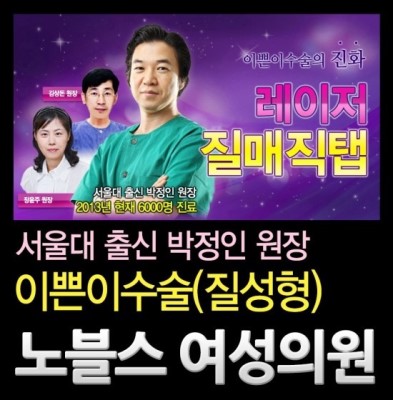 이쁜이수술의 진화
레이저
질매직탭
김상돈 원장
임윤주 원장
서울대 출신 박정인 원장
2013년 현재 6000명 진료
서울대 출신 박정인 원장
이쁜이수술(질성형)
노블스 여성의원